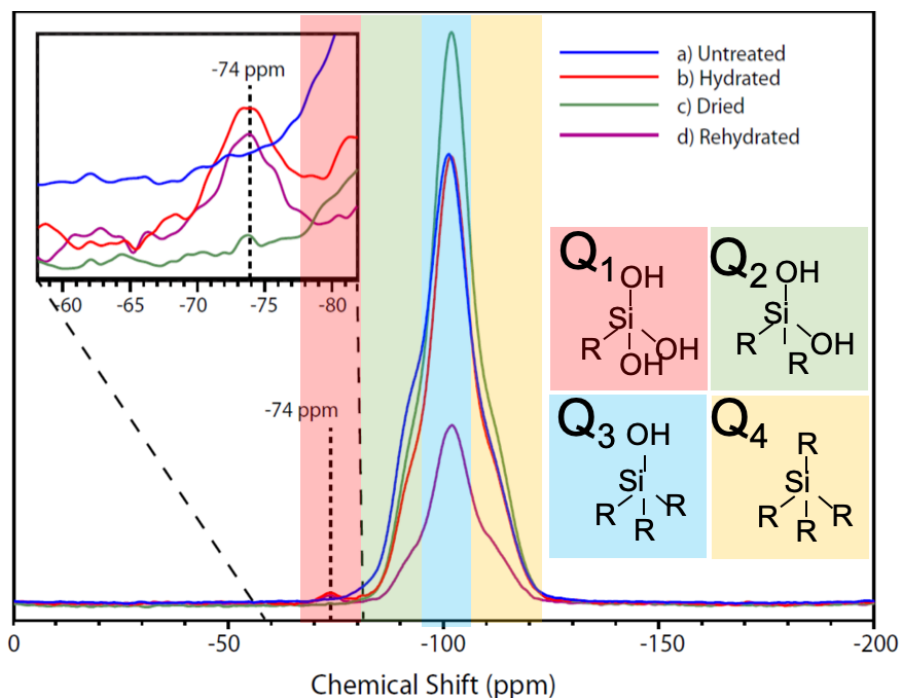 -74 ppm
-60 -65 -70 -75 -80
a) Untreated
b) Hydrated
c) Dried
d) Rehydrated
-74 ppm
Q1
OH
Si
R OH OH
Q2
OH
Si
R R OH
Q3
OH
Si
R R R
Q4
R
Si
R R R
0 -50 -100 -150 -200
Chemical Shift (ppm)